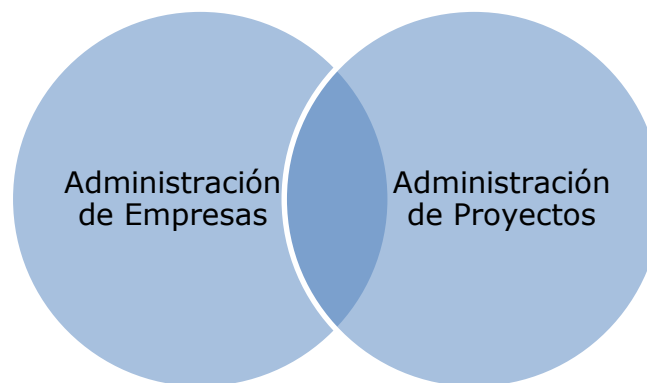 Administración
de Empresas
Administración
de Proyectos